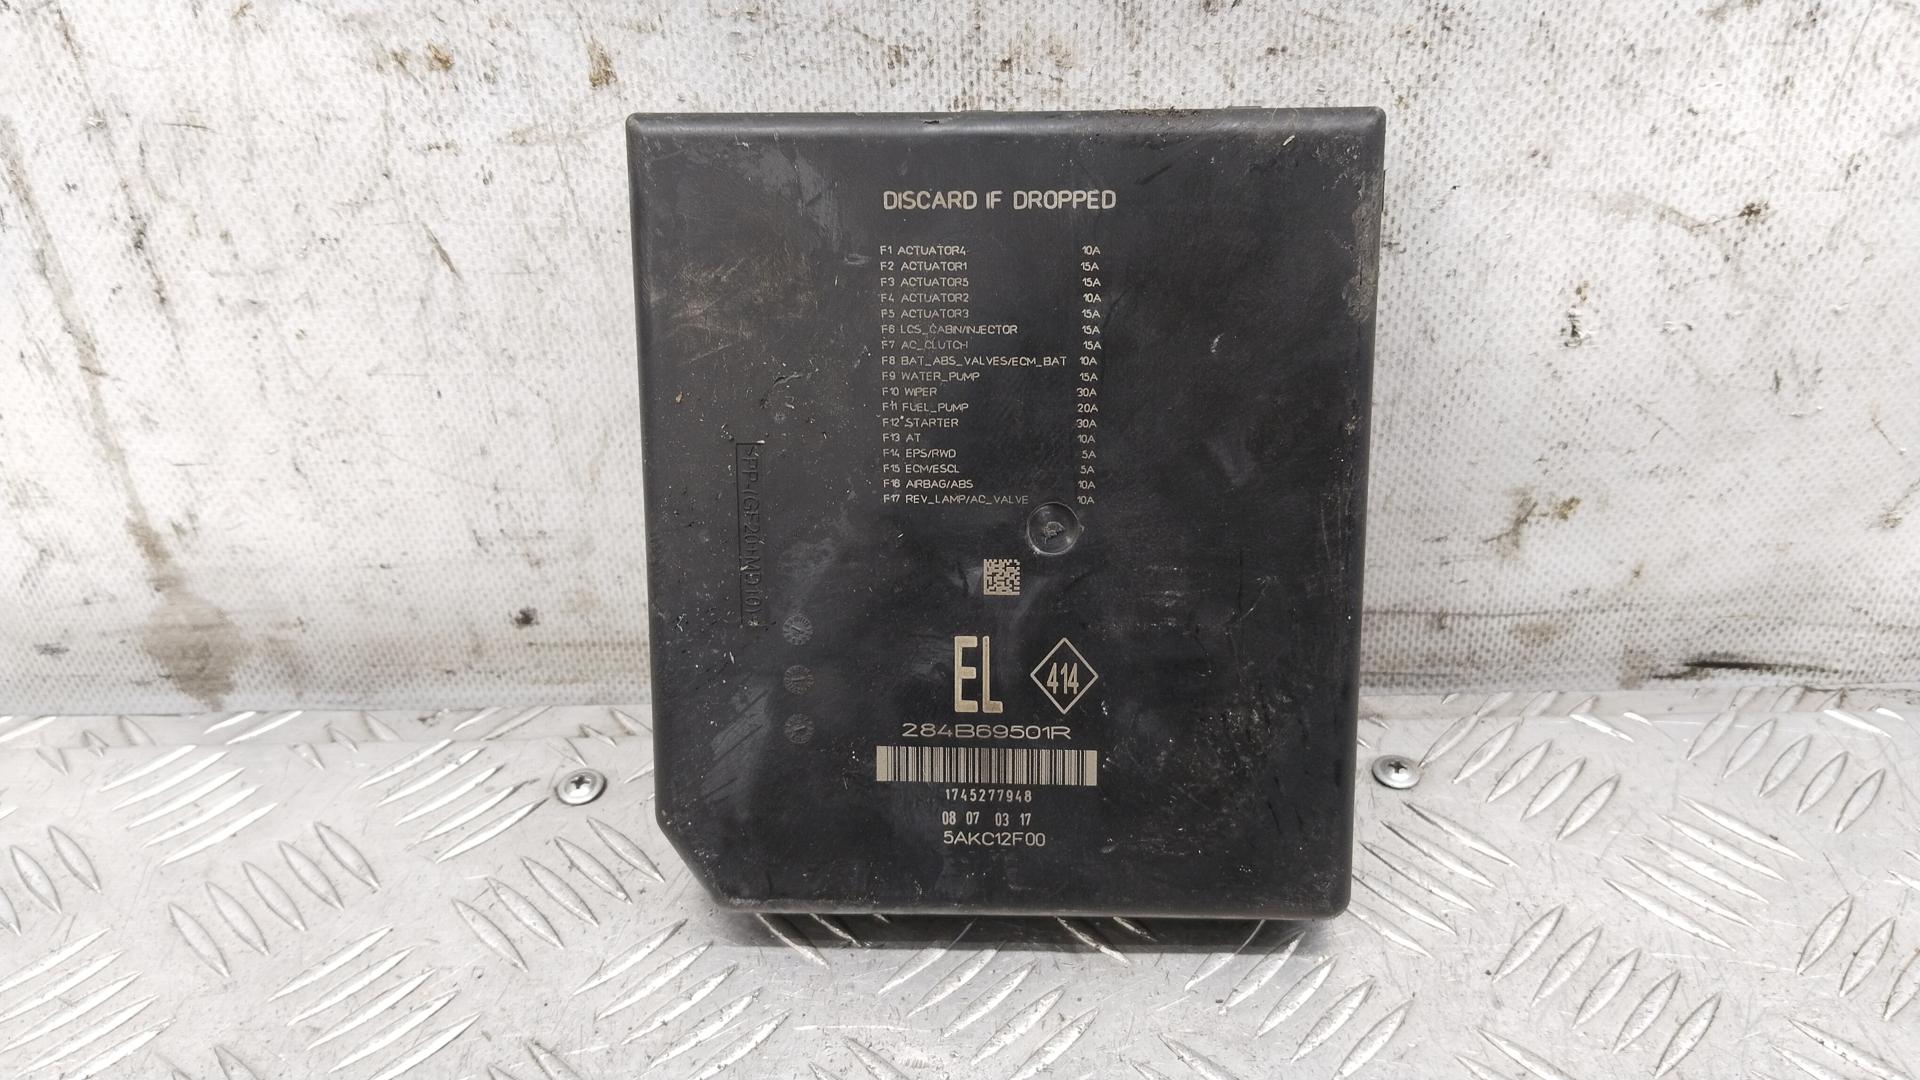 DISCARD IF DROPPED
F1 ACTUATOR4 10A
F2 ACTUATOR1 15A
F3 ACTUATOR5 15A
F4 ACTUATOR2 10A
F5 ACTUATOR3 15A
F6 LCS_CABIN/INJECTOR 15A
F7 AC_CLUTCH 15A
F8 BAT_ABS_VALVES/ECM_BAT 10A
F9 WATER_PUMP 15A
F10 WIPER 30A
F11 FUEL_PUMP 20A
F12 STARTER 30A
F13 AT 10A
F14 EPS/RWD 5A
F15 ECM/ESCL 5A
F16 AIRBAG/ABS 10A
F17 REV_LAMP/AC_VALVE 10A
>PP-(GF20+MD10)<
EL 414
284B69501R
1745277948
08 07 03 17
5AKC12F00